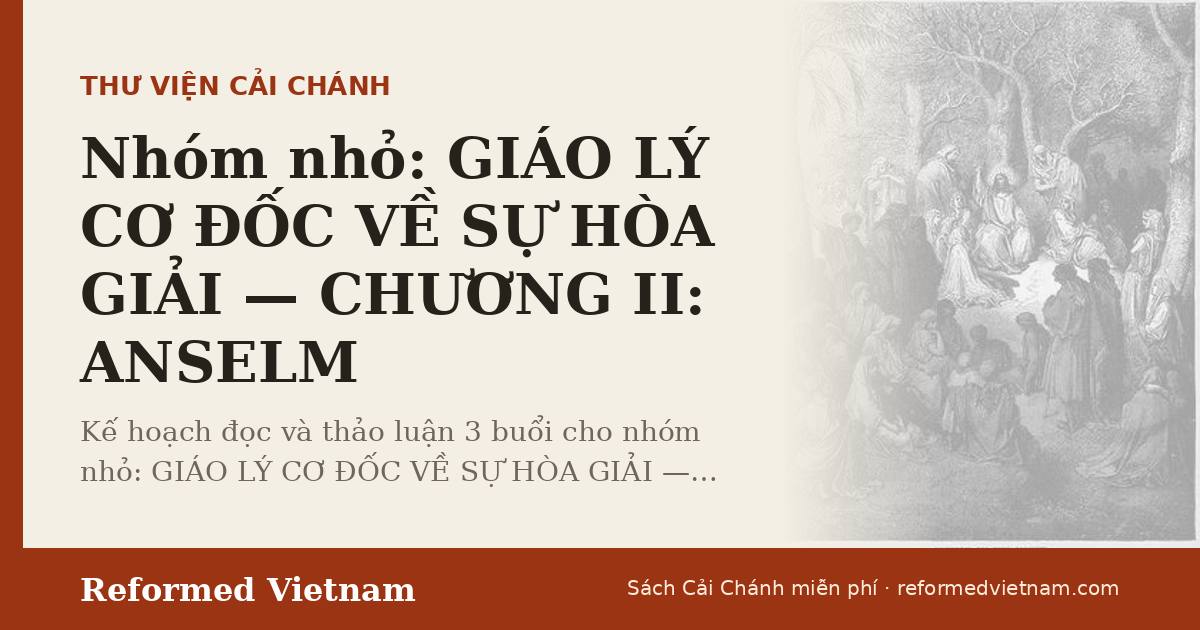 THƯ VIỆN CẢI CHÁNH
Nhóm nhỏ: GIÁO LÝ
CƠ ĐỐC VỀ SỰ HÒA
GIẢI — CHƯƠNG II:
ANSELM
Kế hoạch đọc và thảo luận 3 buổi cho nhóm
nhỏ: GIÁO LÝ CƠ ĐỐC VỀ SỰ HÒA GIẢI —...
Reformed Vietnam
Sách Cải Chánh miễn phí · reformedvietnam.com